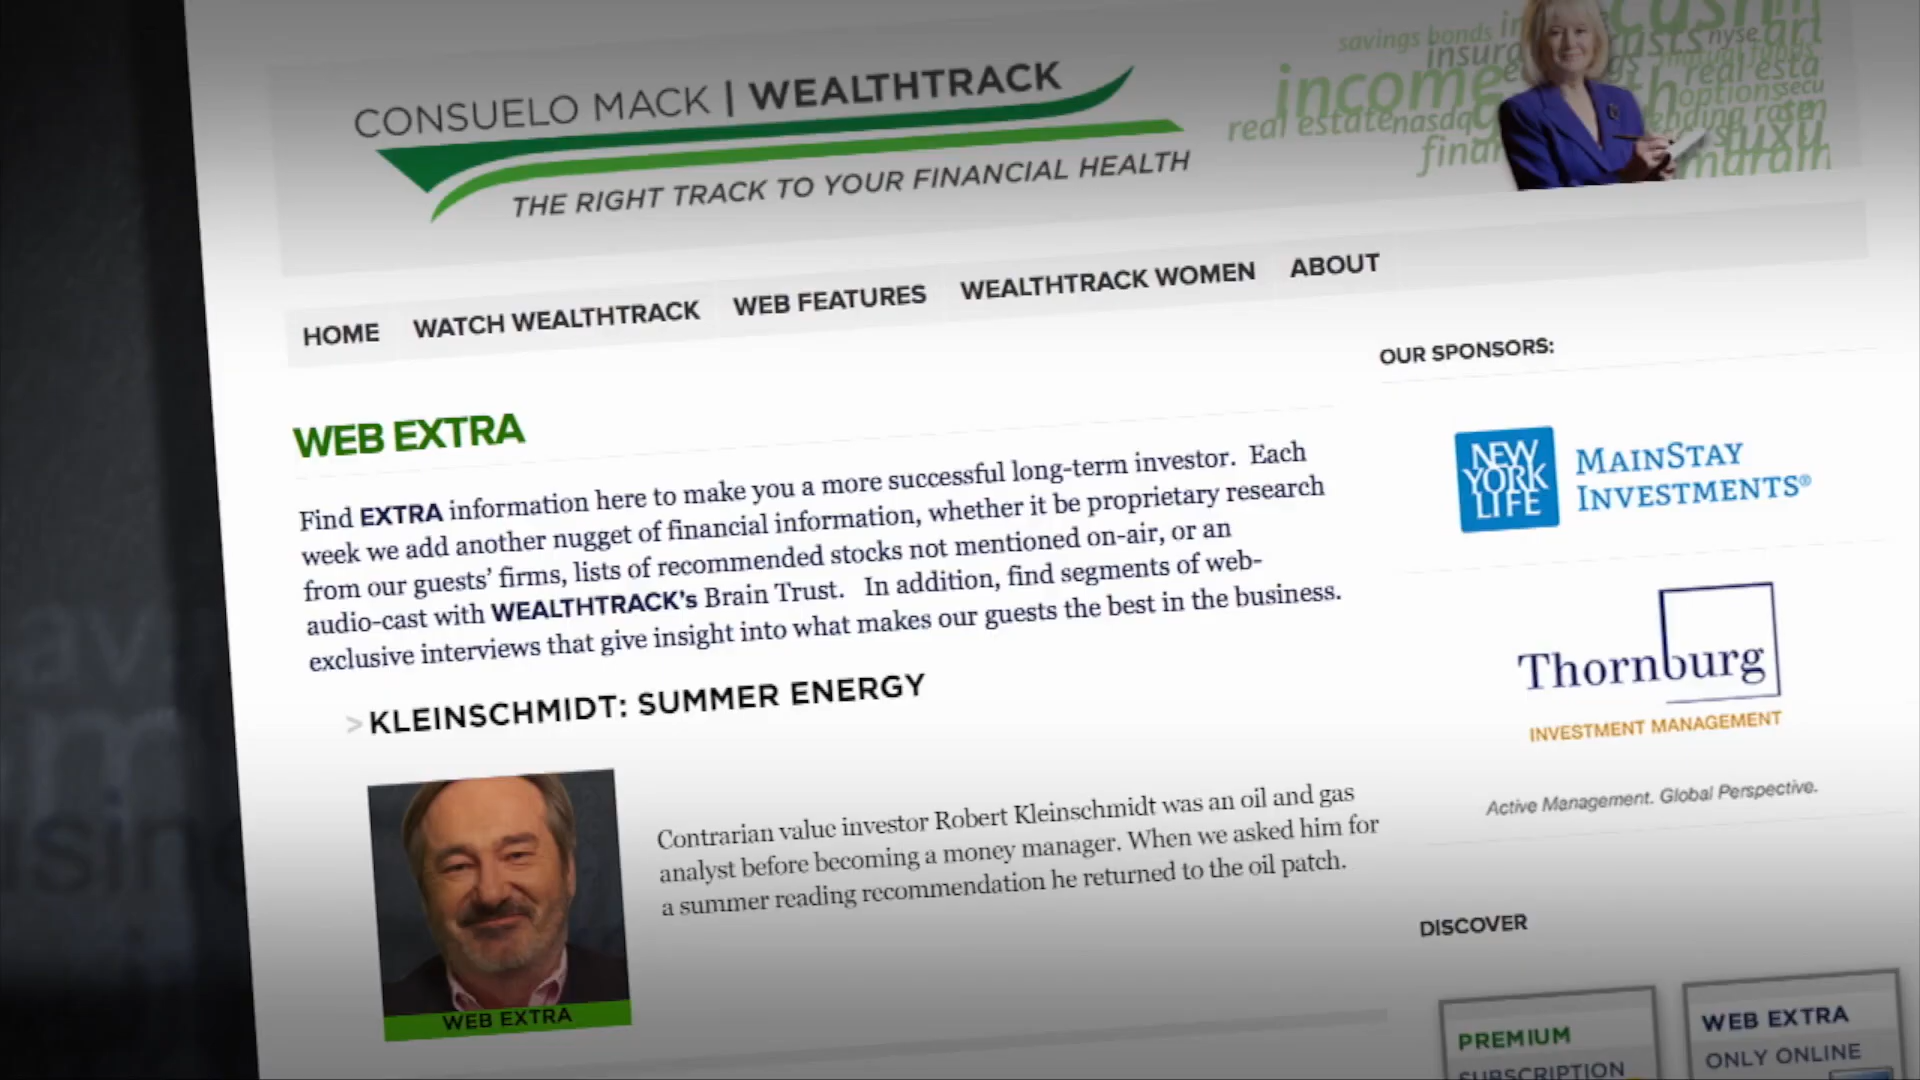 CONSUELO MACK | WEALTHTRACK
THE RIGHT TRACK TO YOUR FINANCIAL HEALTH
savings bonds
income
real estate
nasdaq
nyse
real esta
options
HOME
WATCH WEALTHTRACK
WEB FEATURES
WEALTHTRACK WOMEN
ABOUT
WEB EXTRA
Find EXTRA information here to make you a more successful long-term investor. Each
week we add another nugget of financial information, whether it be proprietary research
from our guests' firms, lists of recommended stocks not mentioned on-air, or an
audio-cast with WEALTHTRACK's Brain Trust. In addition, find segments of web-
exclusive interviews that give insight into what makes our guests the best in the business.
> KLEINSCHMIDT: SUMMER ENERGY
Contrarian value investor Robert Kleinschmidt was an oil and gas
analyst before becoming a money manager. When we asked him for
a summer reading recommendation he returned to the oil patch.
WEB EXTRA
OUR SPONSORS:
NEW
YORK
LIFE
MAINSTAY
INVESTMENTS®
Thornburg
INVESTMENT MANAGEMENT
Active Management. Global Perspective.
DISCOVER
PREMIUM
SUBSCRIPTION
WEB EXTRA
ONLY ONLINE